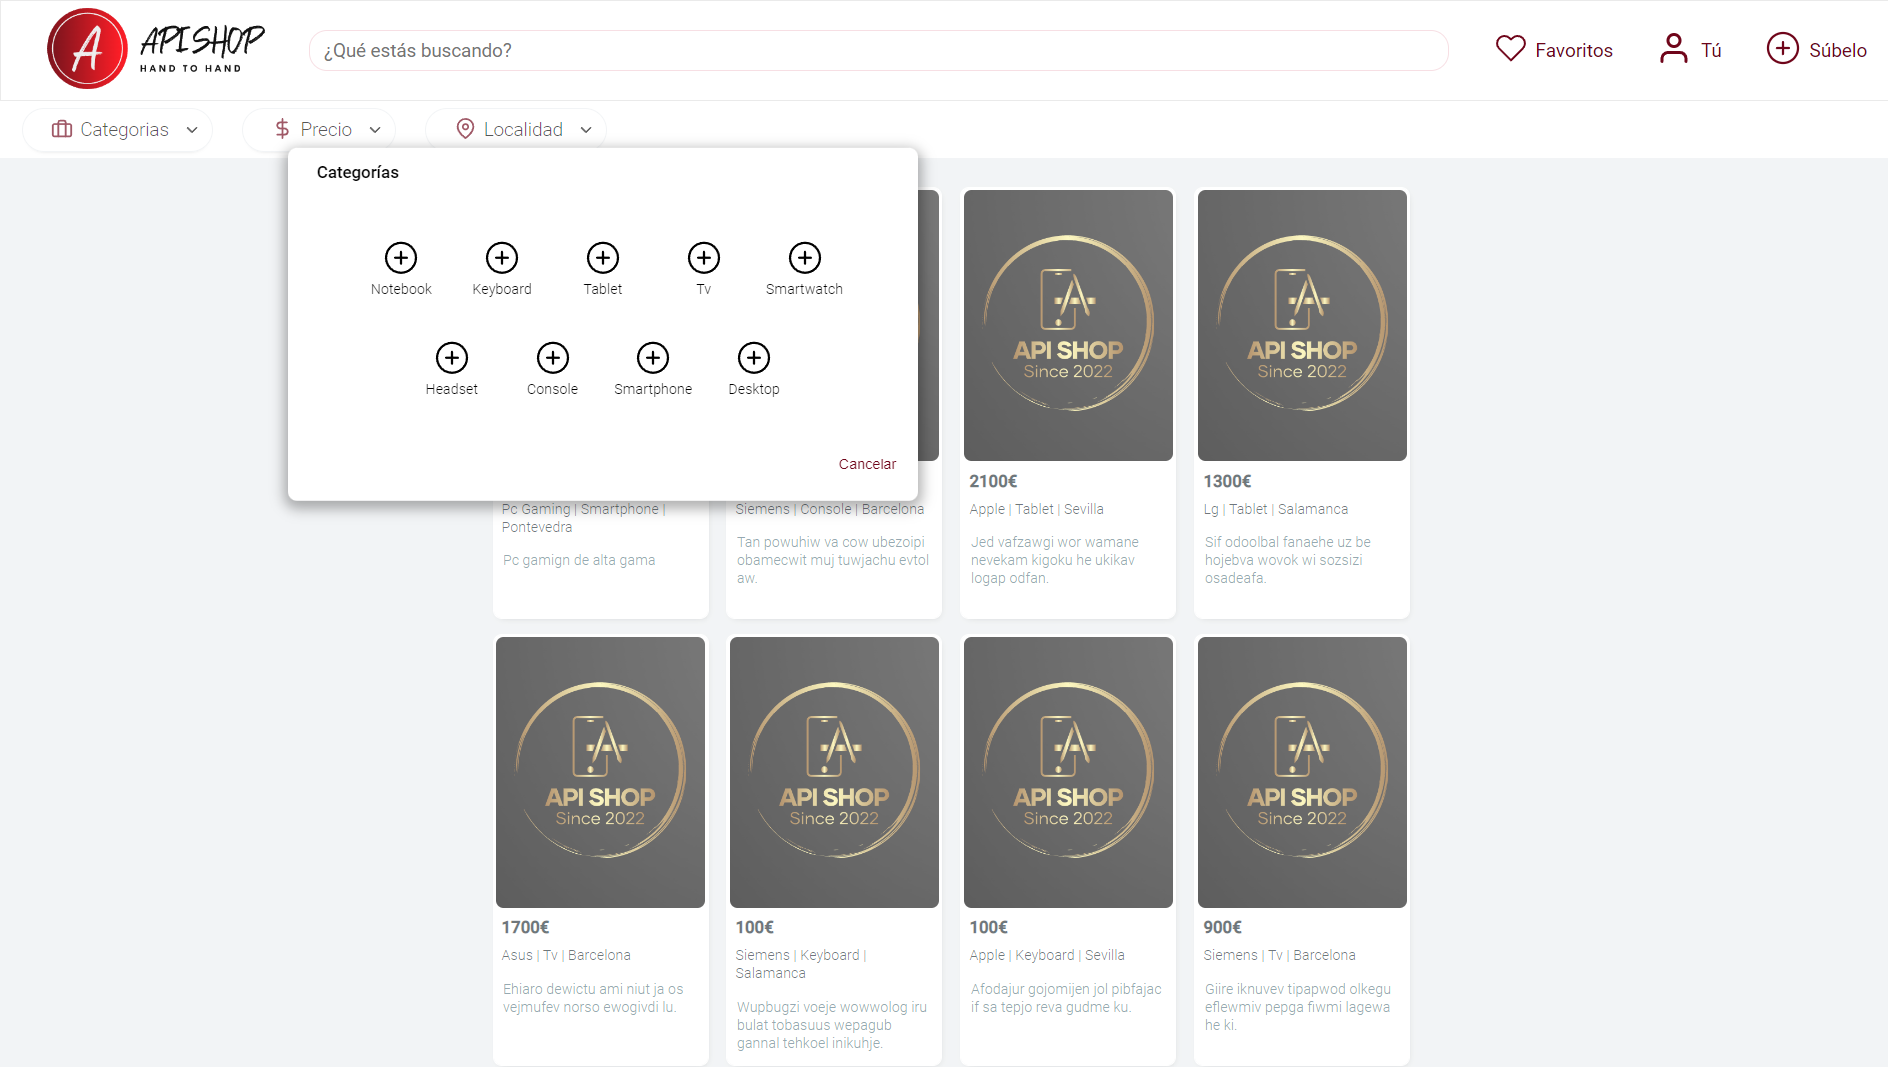 A
API SHOP
HAND TO HAND
¿Qué estás buscando?
Favoritos
Tú
Súbelo
Categorias
Precio
Localidad
Categorías
Notebook
Keyboard
Tablet
Tv
Smartwatch
Headset
Console
Smartphone
Desktop
Cancelar
Pc Gaming | Smartphone |
Pontevedra
Pc gamign de alta gama
Siemens | Console | Barcelona
Tan powuhiw va cow ubezoipi
obamecwit muj tuwjachu evtol
aw.
API SHOP
Since 2022
2100€
Apple | Tablet | Sevilla
Jed vafzawgi wor wamane
nevekam kigoku he ukikav
logap odfan.
API SHOP
Since 2022
1300€
Lg | Tablet | Salamanca
Sif odoolbal fanaehe uz be
hojebva wovok wi sozsizi
osadeafa.
API SHOP
Since 2022
1700€
Asus | Tv | Barcelona
Ehiaro dewictu ami niut ja os
vejmufev norso ewogivdi lu.
API SHOP
Since 2022
100€
Siemens | Keyboard |
Salamanca
Wupbugzi voeje wowwolog iru
bulat tobasuus wepagub
gannal tehkoel inikuhje.
API SHOP
Since 2022
100€
Apple | Keyboard | Sevilla
Afodajur gojomijen jol pibfajac
if sa tepjo reva gudme ku.
API SHOP
Since 2022
900€
Siemens | Tv | Barcelona
Giire iknuvev tipapwod olkegu
eflewmiv pepga fiwmi lagewa
he ki.